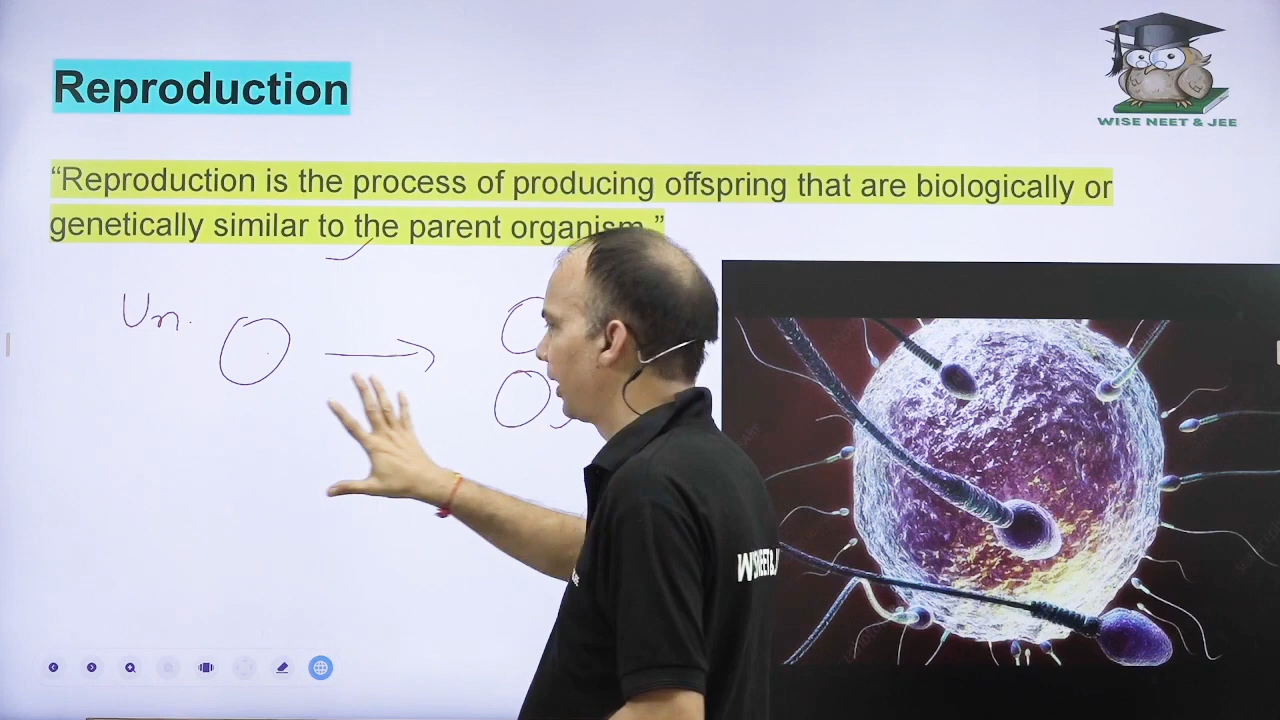 Reproduction
WISE NEET & JEE
“Reproduction is the process of producing offspring that are biologically or
genetically similar to the parent organism.”
Un.